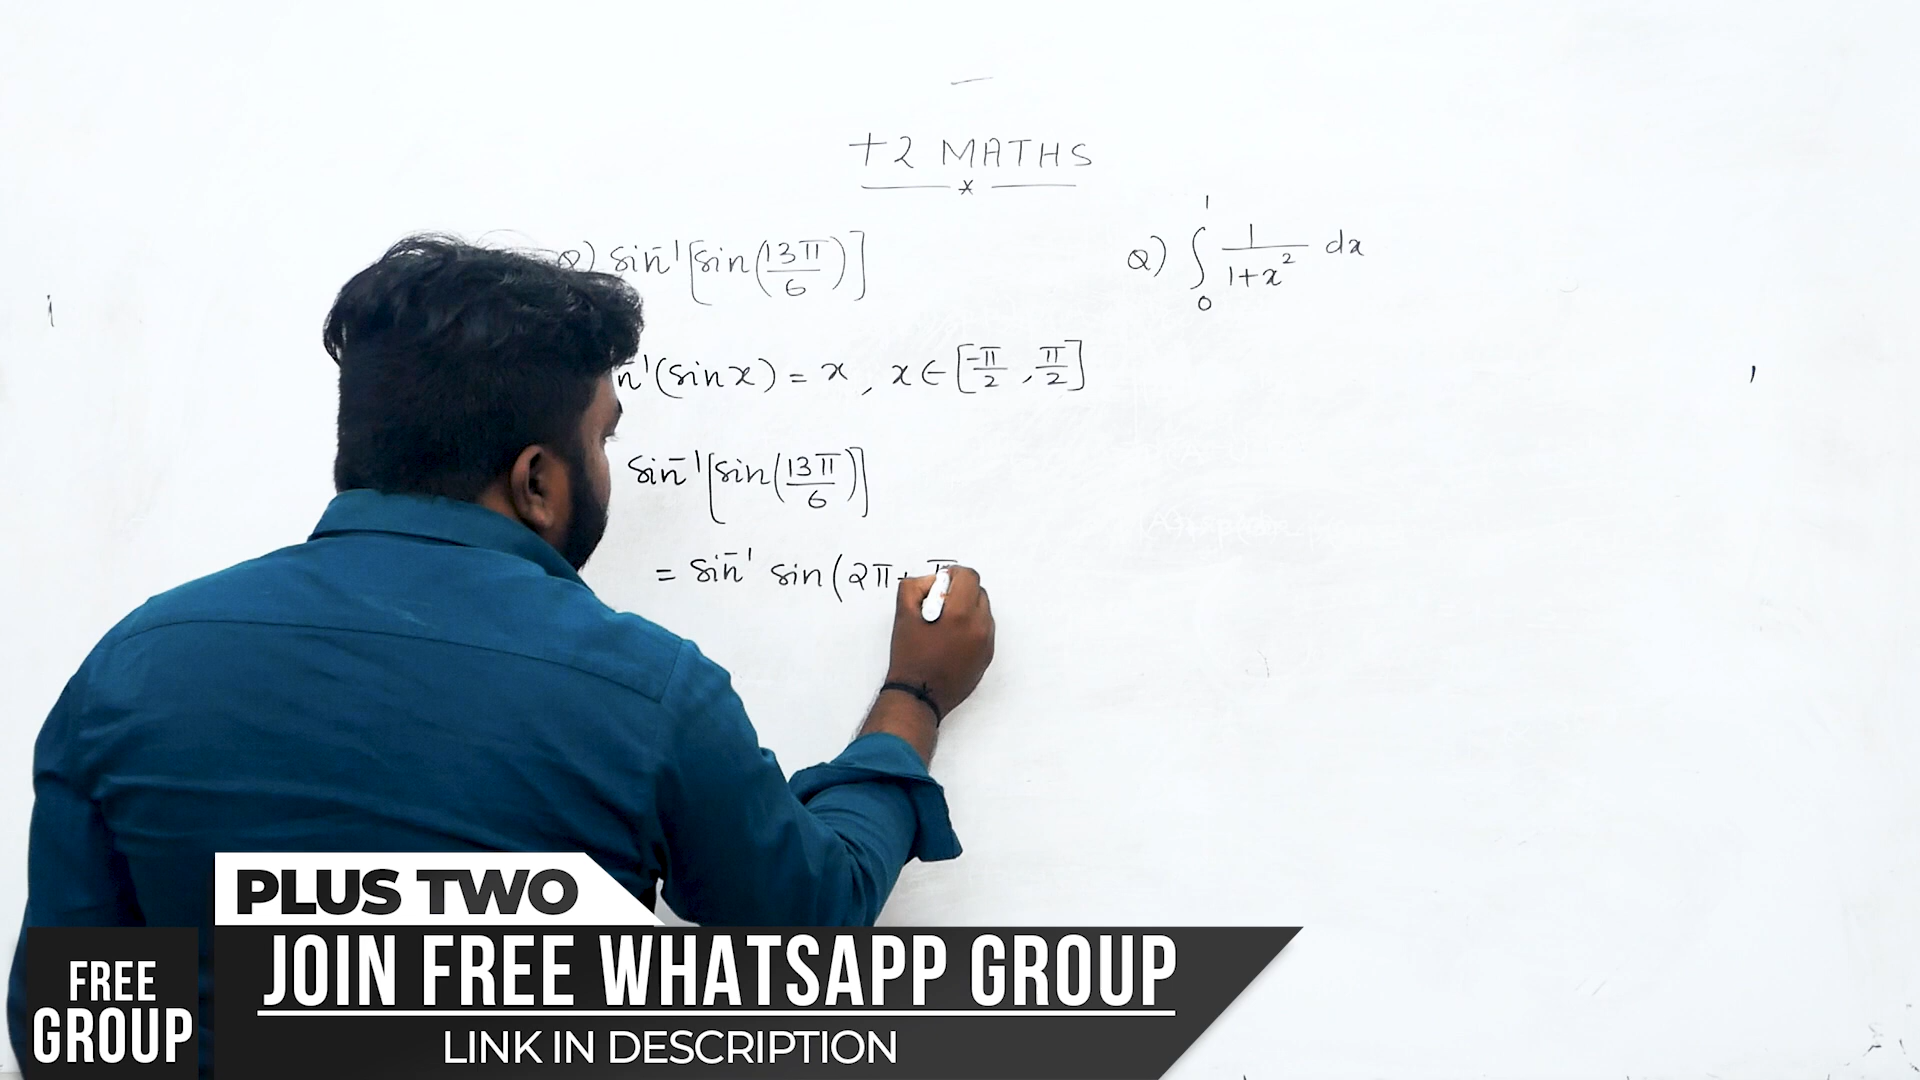 +2 MATHS
Q) sin⁻¹[sin(13π/6)]
n⁻¹(sinx) = x , x ∈ [-π/2 , π/2]
sin⁻¹[sin(13π/6)]
= sin⁻¹ sin(2π+ π
Q) ∫₀¹ 1/(1+x²) dx
PLUS TWO
FREE GROUP
JOIN FREE WHATSAPP GROUP
LINK IN DESCRIPTION